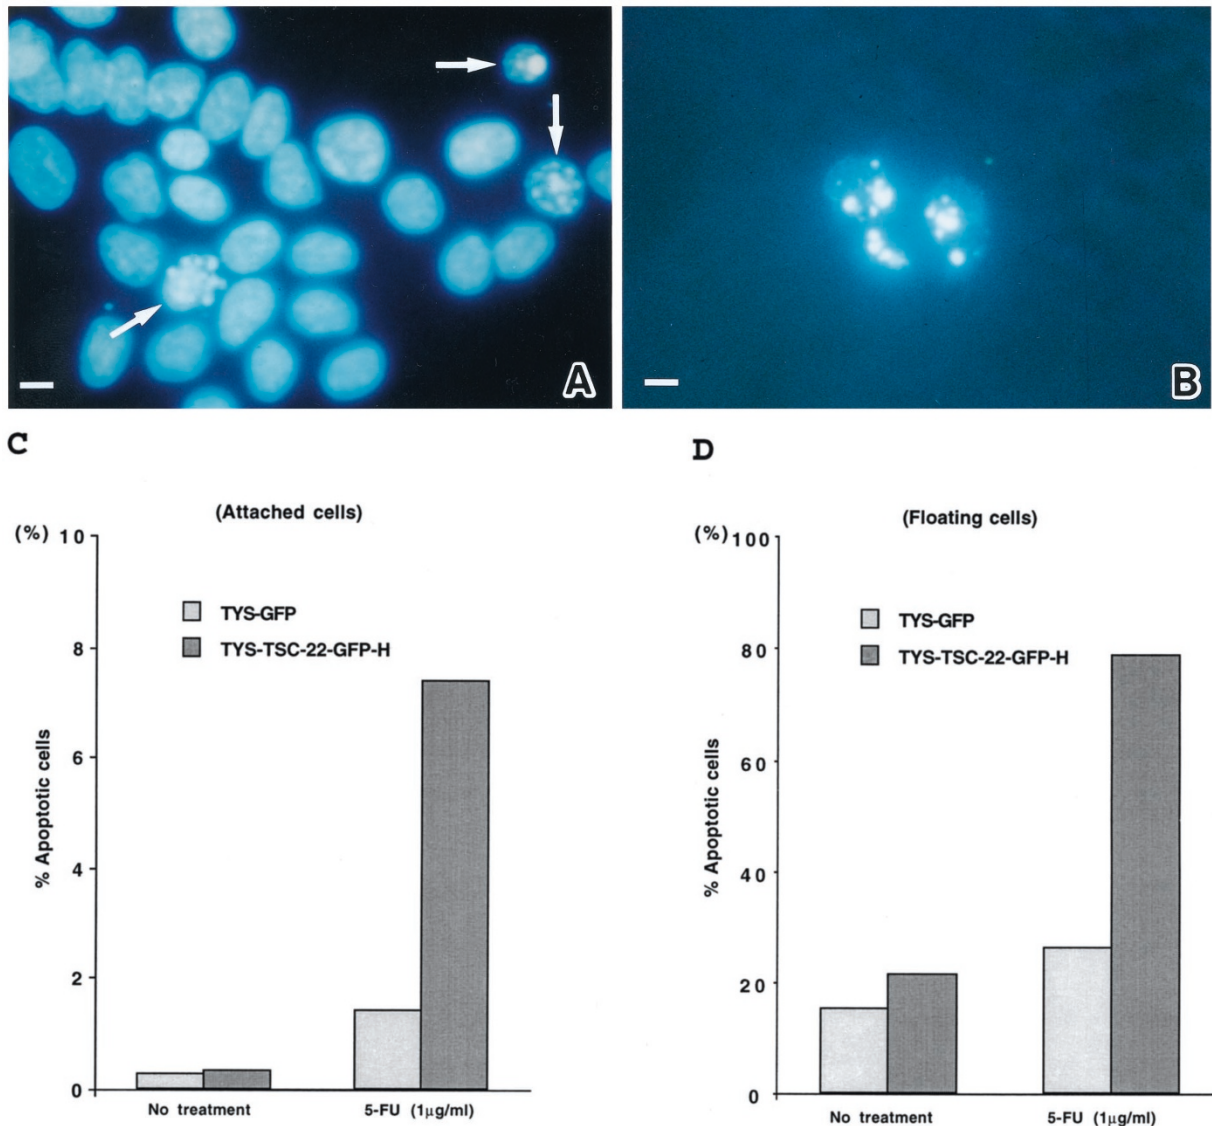 A
B
C
(Attached cells)
(%)
10
8
6
4
2
0
% Apoptotic cells
TYS-GFP
TYS-TSC-22-GFP-H
No treatment
5-FU (1μg/ml)
D
(Floating cells)
(%)
100
80
60
40
20
0
% Apoptotic cells
TYS-GFP
TYS-TSC-22-GFP-H
No treatment
5-FU (1μg/ml)